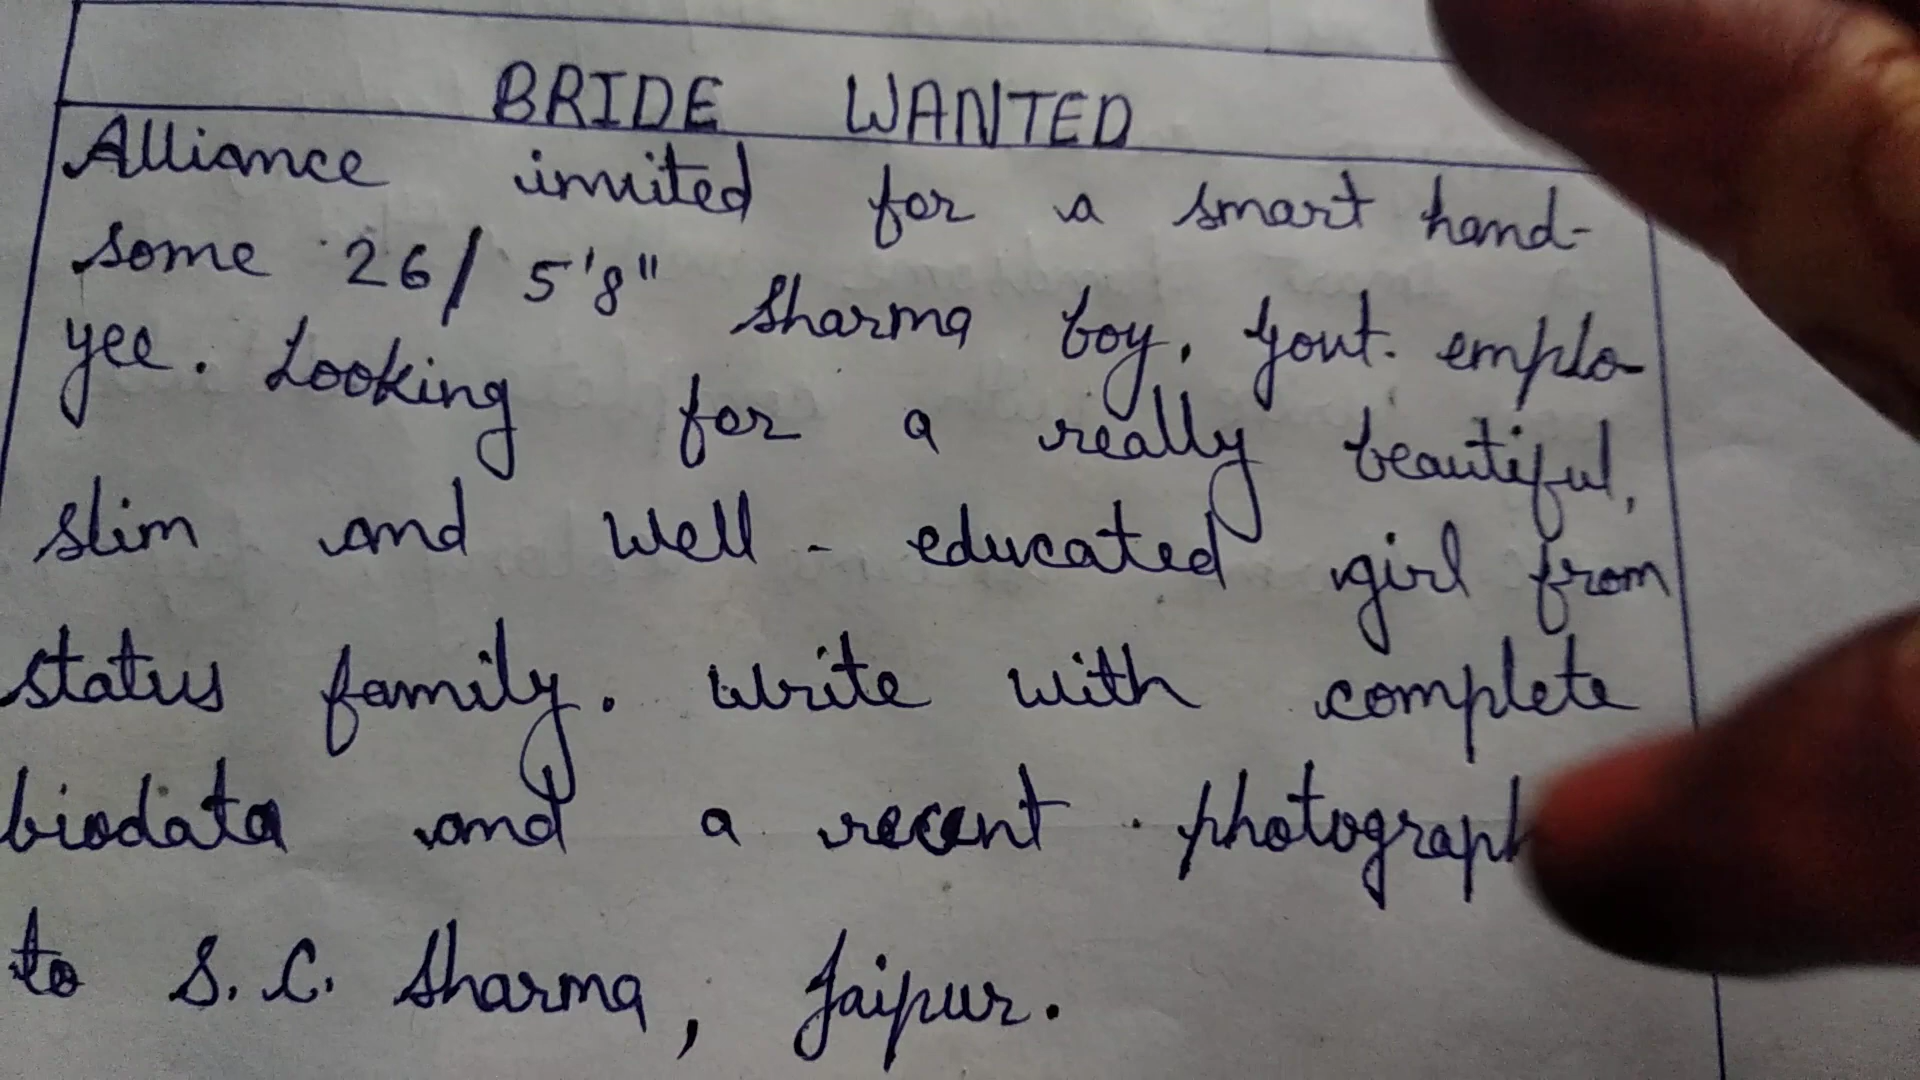 BRIDE WANTED
Alliance invited for a smart hand-
some 26/ 5'8" Sharma boy. Govt. emplo-
yee. Looking for a really beautiful,
slim and well-educated girl from
status family. Write with complete
biodata and a recent photograph
to S. C. Sharma, Jaipur.